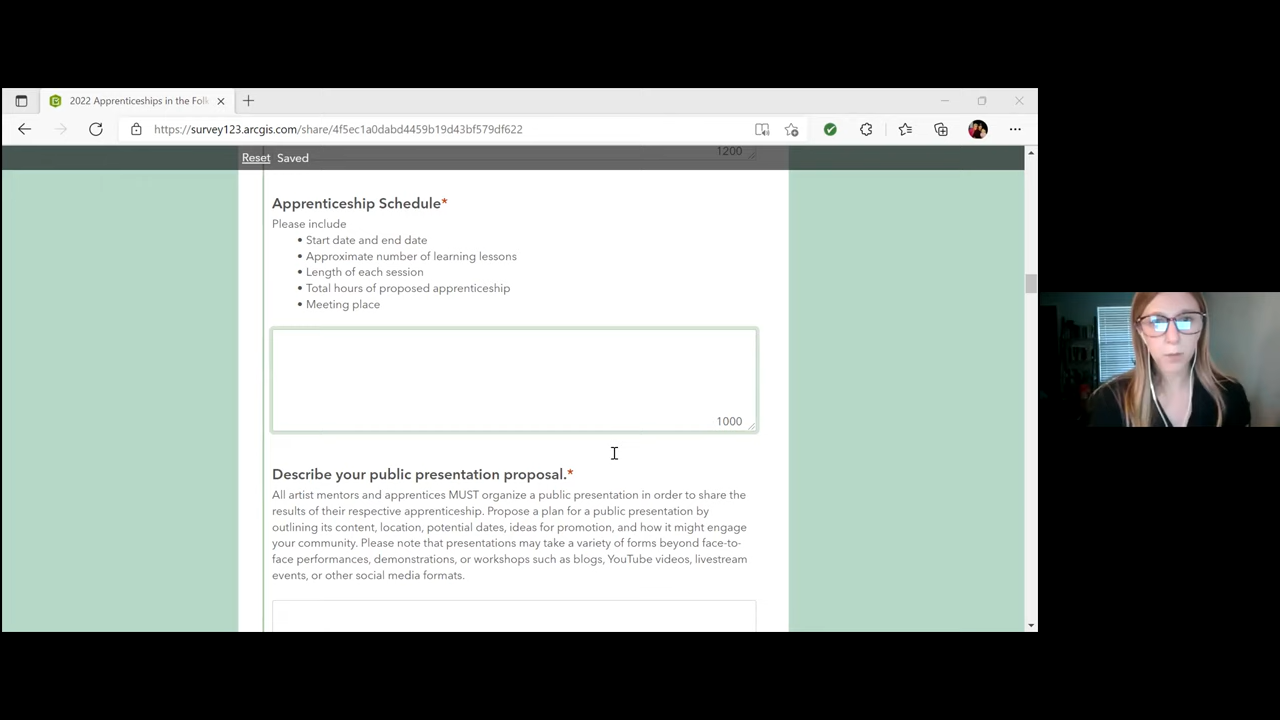 2022 Apprenticeships in the Folk
https://survey123.arcgis.com/share/4f5ec1a0dabd4459b19d43bf579df622
Reset Saved
1200
Apprenticeship Schedule*
Please include
• Start date and end date
• Approximate number of learning lessons
• Length of each session
• Total hours of proposed apprenticeship
• Meeting place
1000
Describe your public presentation proposal.*
All artist mentors and apprentices MUST organize a public presentation in order to share the
results of their respective apprenticeship. Propose a plan for a public presentation by
outlining its content, location, potential dates, ideas for promotion, and how it might engage
your community. Please note that presentations may take a variety of forms beyond face-to-
face performances, demonstrations, or workshops such as blogs, YouTube videos, livestream
events, or other social media formats.